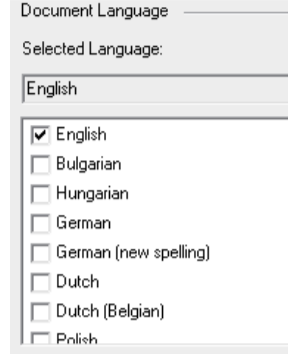 Document Language
Selected Language:
English
English
Bulgarian
Hungarian
German
German (new spelling)
Dutch
Dutch (Belgian)
Polish